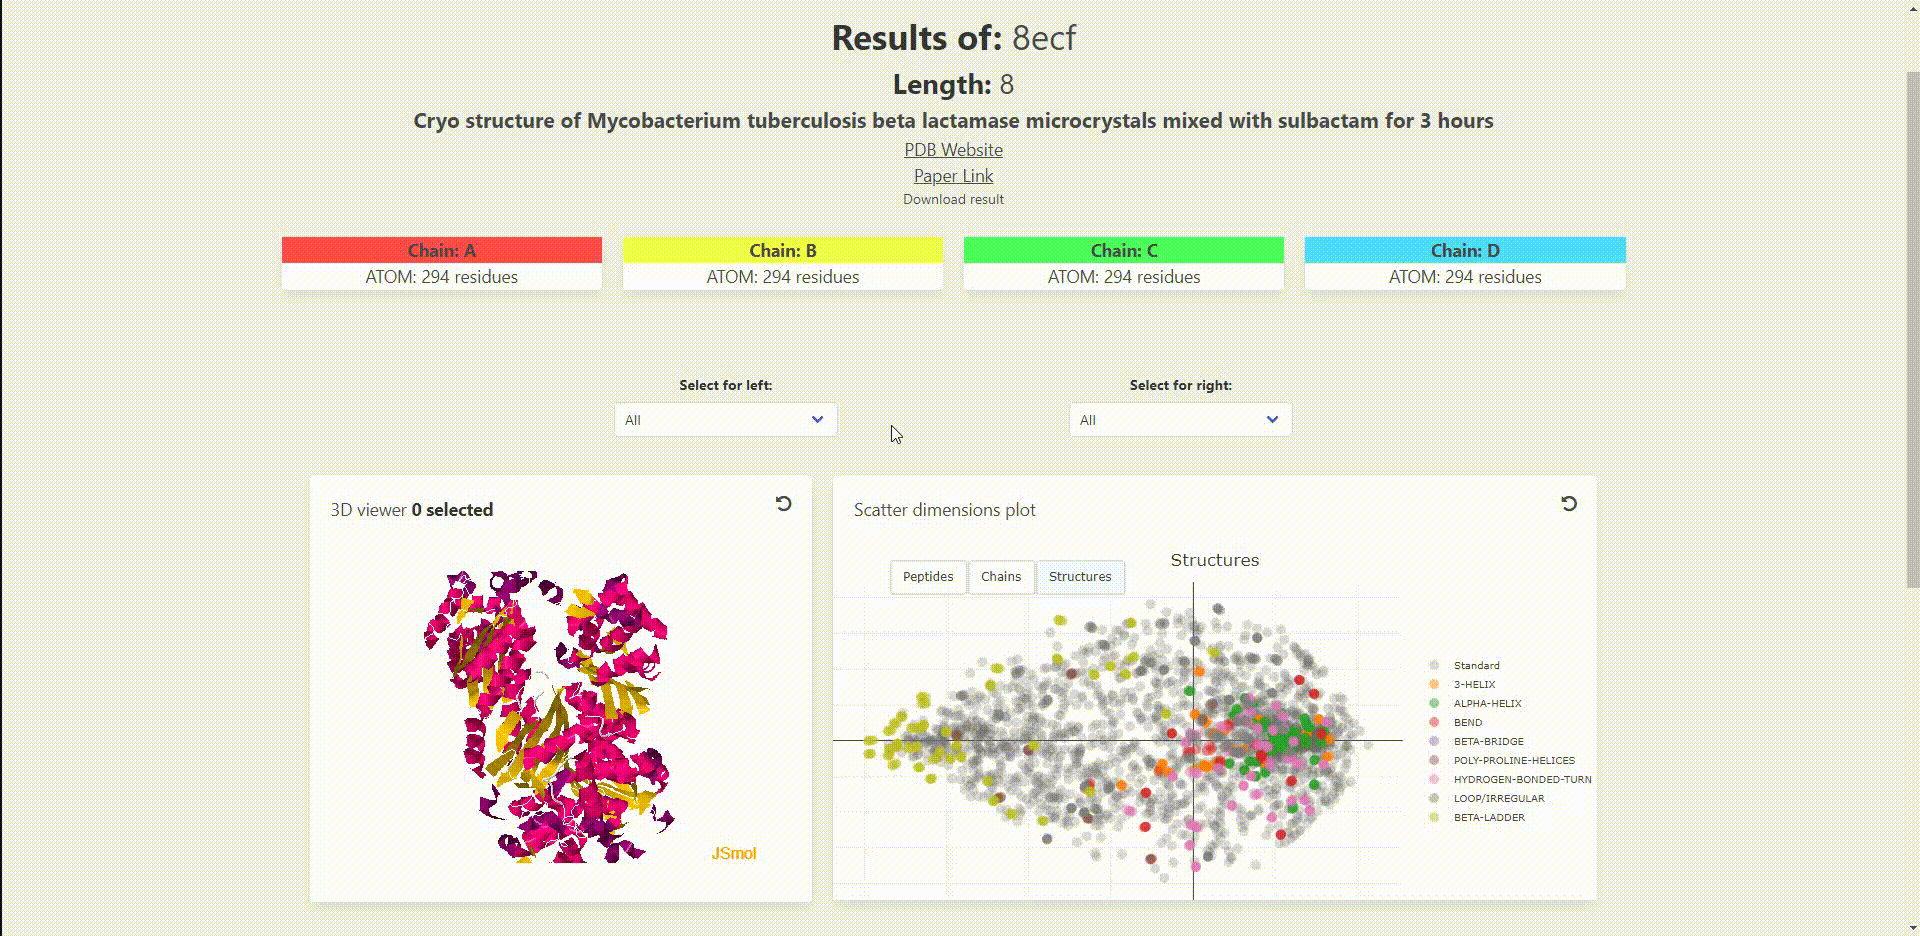 Results of: 8ecf
Length: 8
Cryo structure of Mycobacterium tuberculosis beta lactamase microcrystals mixed with sulbactam for 3 hours
PDB Website
Paper Link
Download result
Chain: A
ATOM: 294 residues
Chain: B
ATOM: 294 residues
Chain: C
ATOM: 294 residues
Chain: D
ATOM: 294 residues
Select for left:
All
Select for right:
All
3D viewer 0 selected
JSmol
Scatter dimensions plot
Structures
Peptides
Chains
Structures
Standard
3-HELIX
ALPHA-HELIX
BEND
BETA-BRIDGE
POLY-PROLINE-HELICES
HYDROGEN-BONDED-TURN
LOOP/IRREGULAR
BETA-LADDER